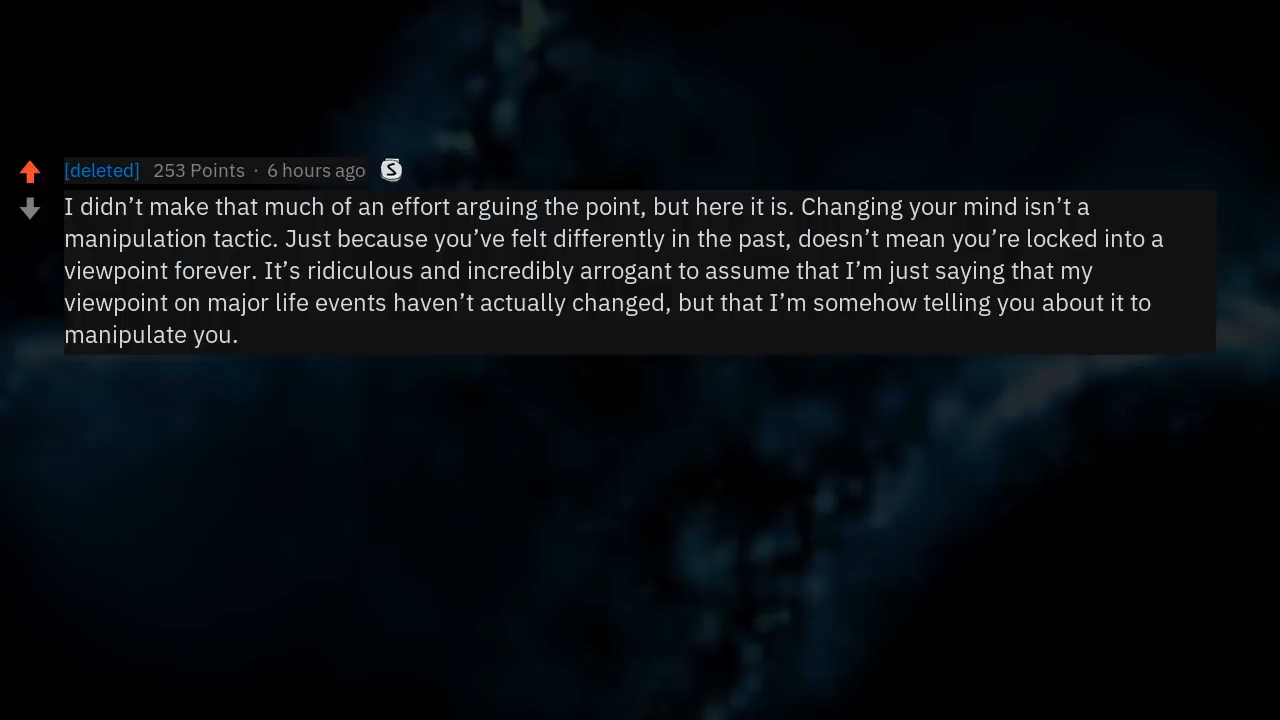 [deleted] 253 Points · 6 hours ago S
I didn’t make that much of an effort arguing the point, but here it is. Changing your mind isn’t a
manipulation tactic. Just because you’ve felt differently in the past, doesn’t mean you’re locked into a
viewpoint forever. It’s ridiculous and incredibly arrogant to assume that I’m just saying that my
viewpoint on major life events haven’t actually changed, but that I’m somehow telling you about it to
manipulate you.